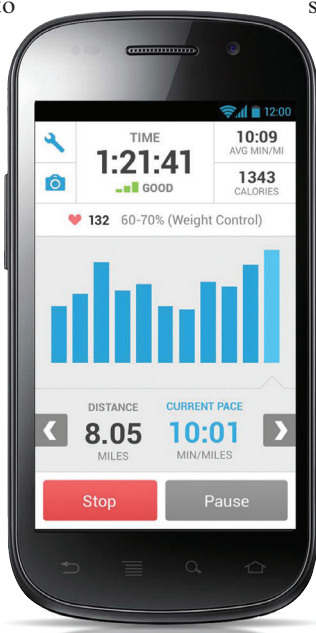 to
s
12:00
TIME
1:21:41
GOOD
10:09
AVG MIN/MI
1343
CALORIES
132 60-70% (Weight Control)
DISTANCE
8.05
MILES
CURRENT PACE
10:01
MIN/MILES
Stop
Pause